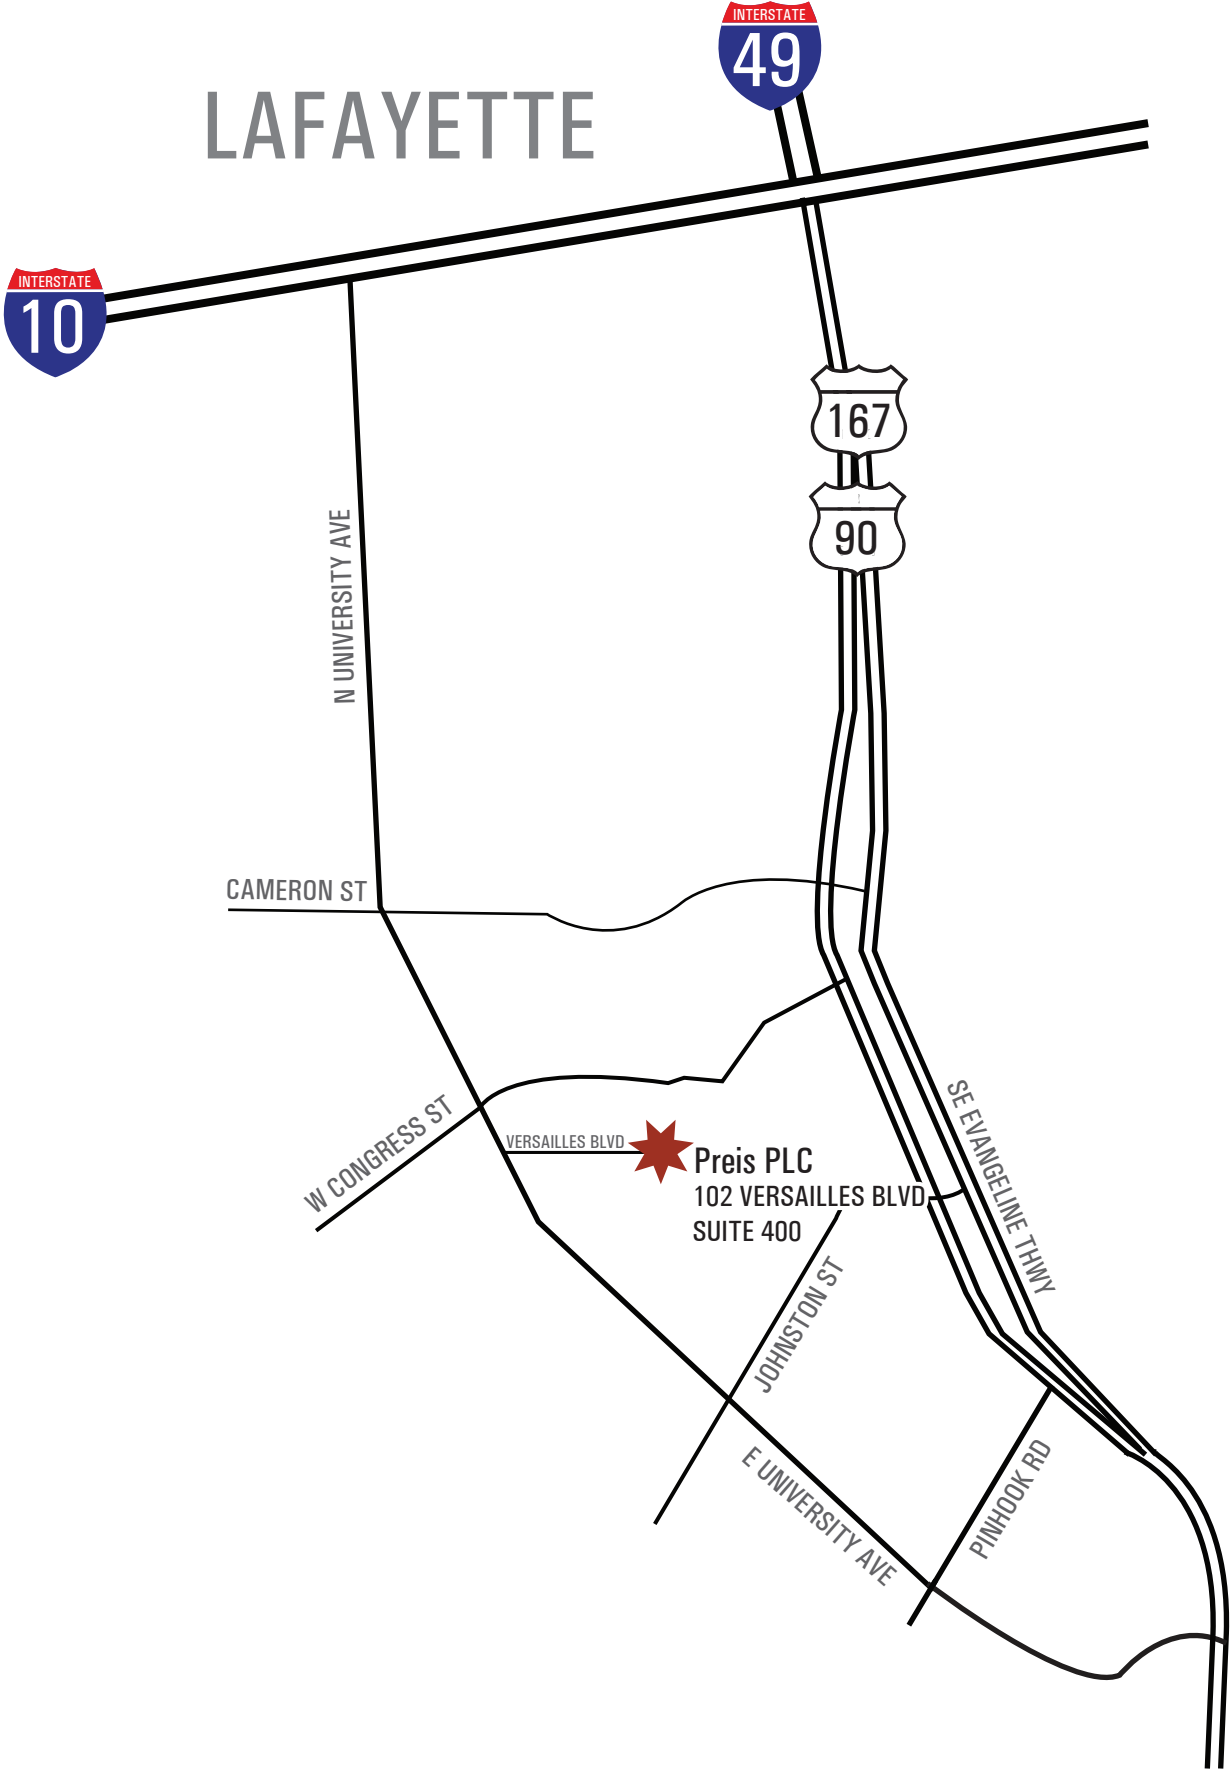 INTERSTATE
49
LAFAYETTE
INTERSTATE
10
167
90
N UNIVERSITY AVE
CAMERON ST
W CONGRESS ST
VERSAILLES BLVD
Preis PLC
102 VERSAILLES BLVD
SUITE 400
SE EVANGELINE THWY
JOHNSTON ST
E UNIVERSITY AVE
PINHOOK RD